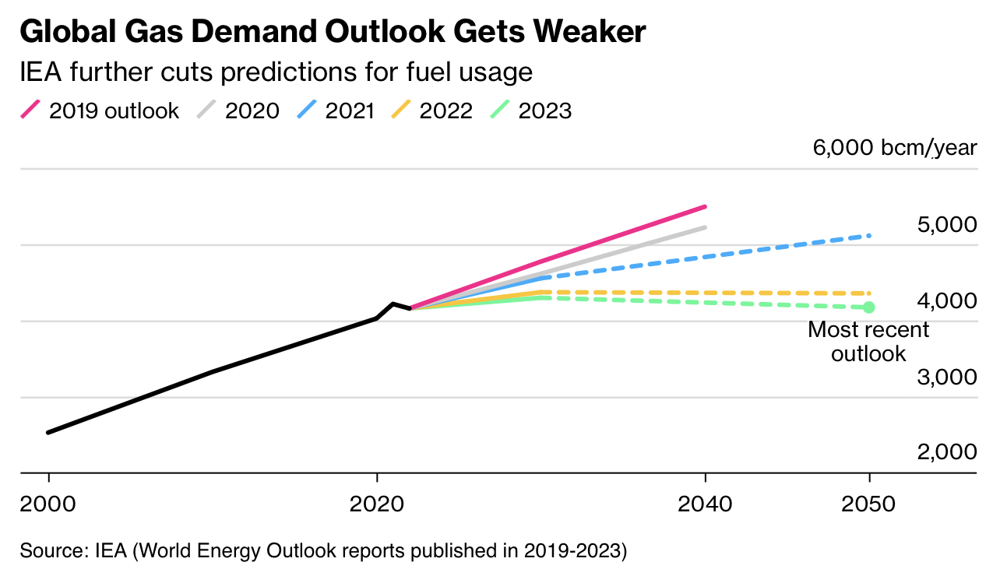 Global Gas Demand Outlook Gets Weaker
IEA further cuts predictions for fuel usage
2019 outlook 2020 2021 2022 2023
6,000 bcm/year
5,000
4,000
Most recent
outlook
3,000
2,000
2000 2020 2040 2050
Source: IEA (World Energy Outlook reports published in 2019-2023)